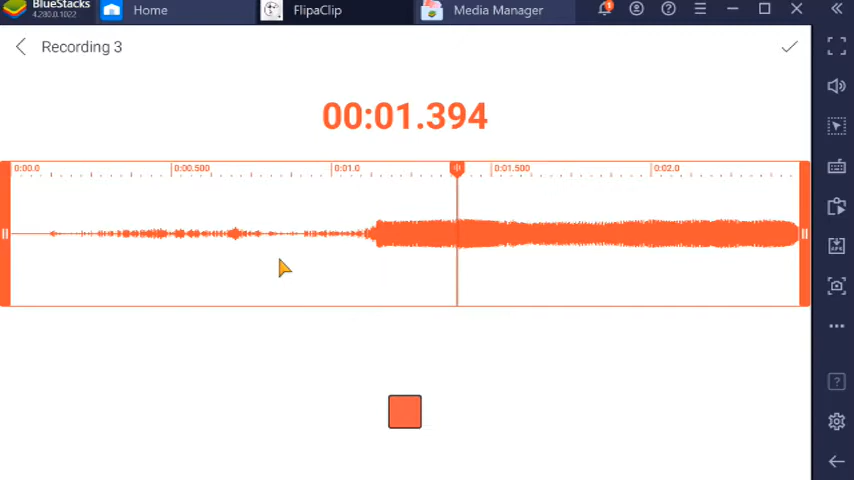 BlueStacks
4.280.0.1022
Home
FlipaClip
Media Manager
Recording 3
00:01.394
0:00.0
0:00.500
0:01.0
0:01.500
0:02.0